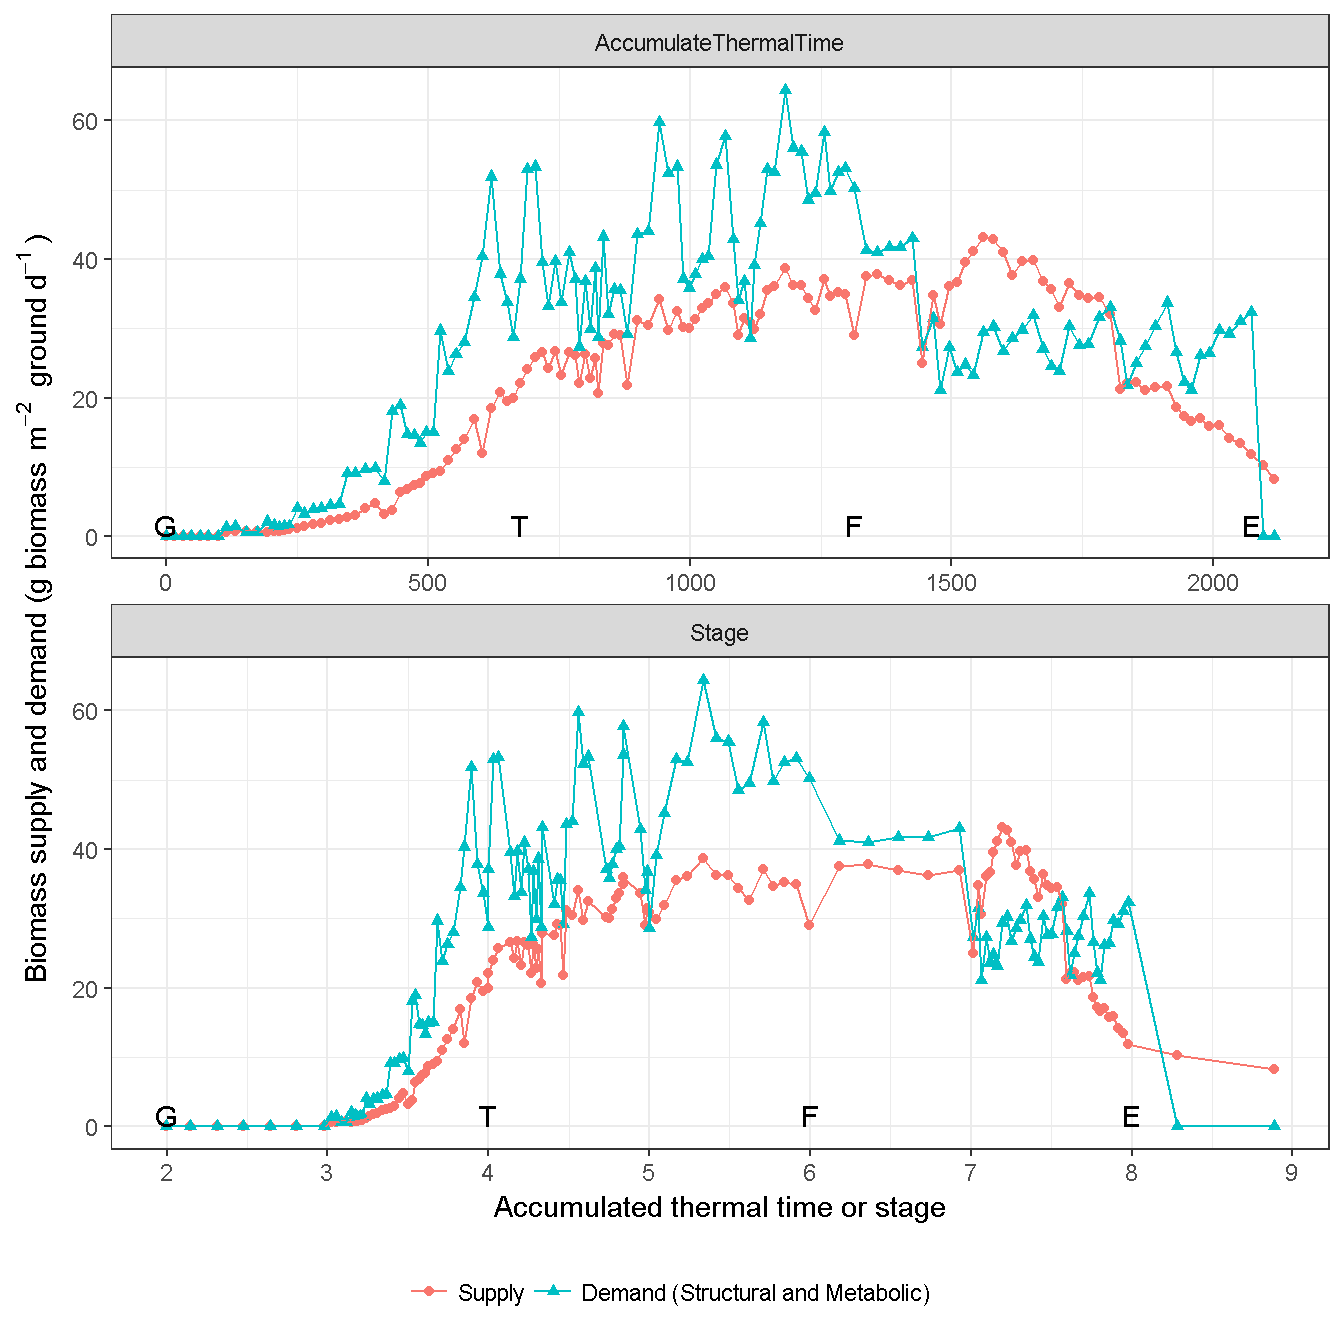 AccumulateThermalTime
Biomass supply and demand (g biomass m⁻² ground d⁻¹ )
60
40
20
0
G
T
F
E
0
500
1000
1500
2000
Stage
60
40
20
0
G
T
F
E
2
3
4
5
6
7
8
9
Accumulated thermal time or stage
Supply
Demand (Structural and Metabolic)